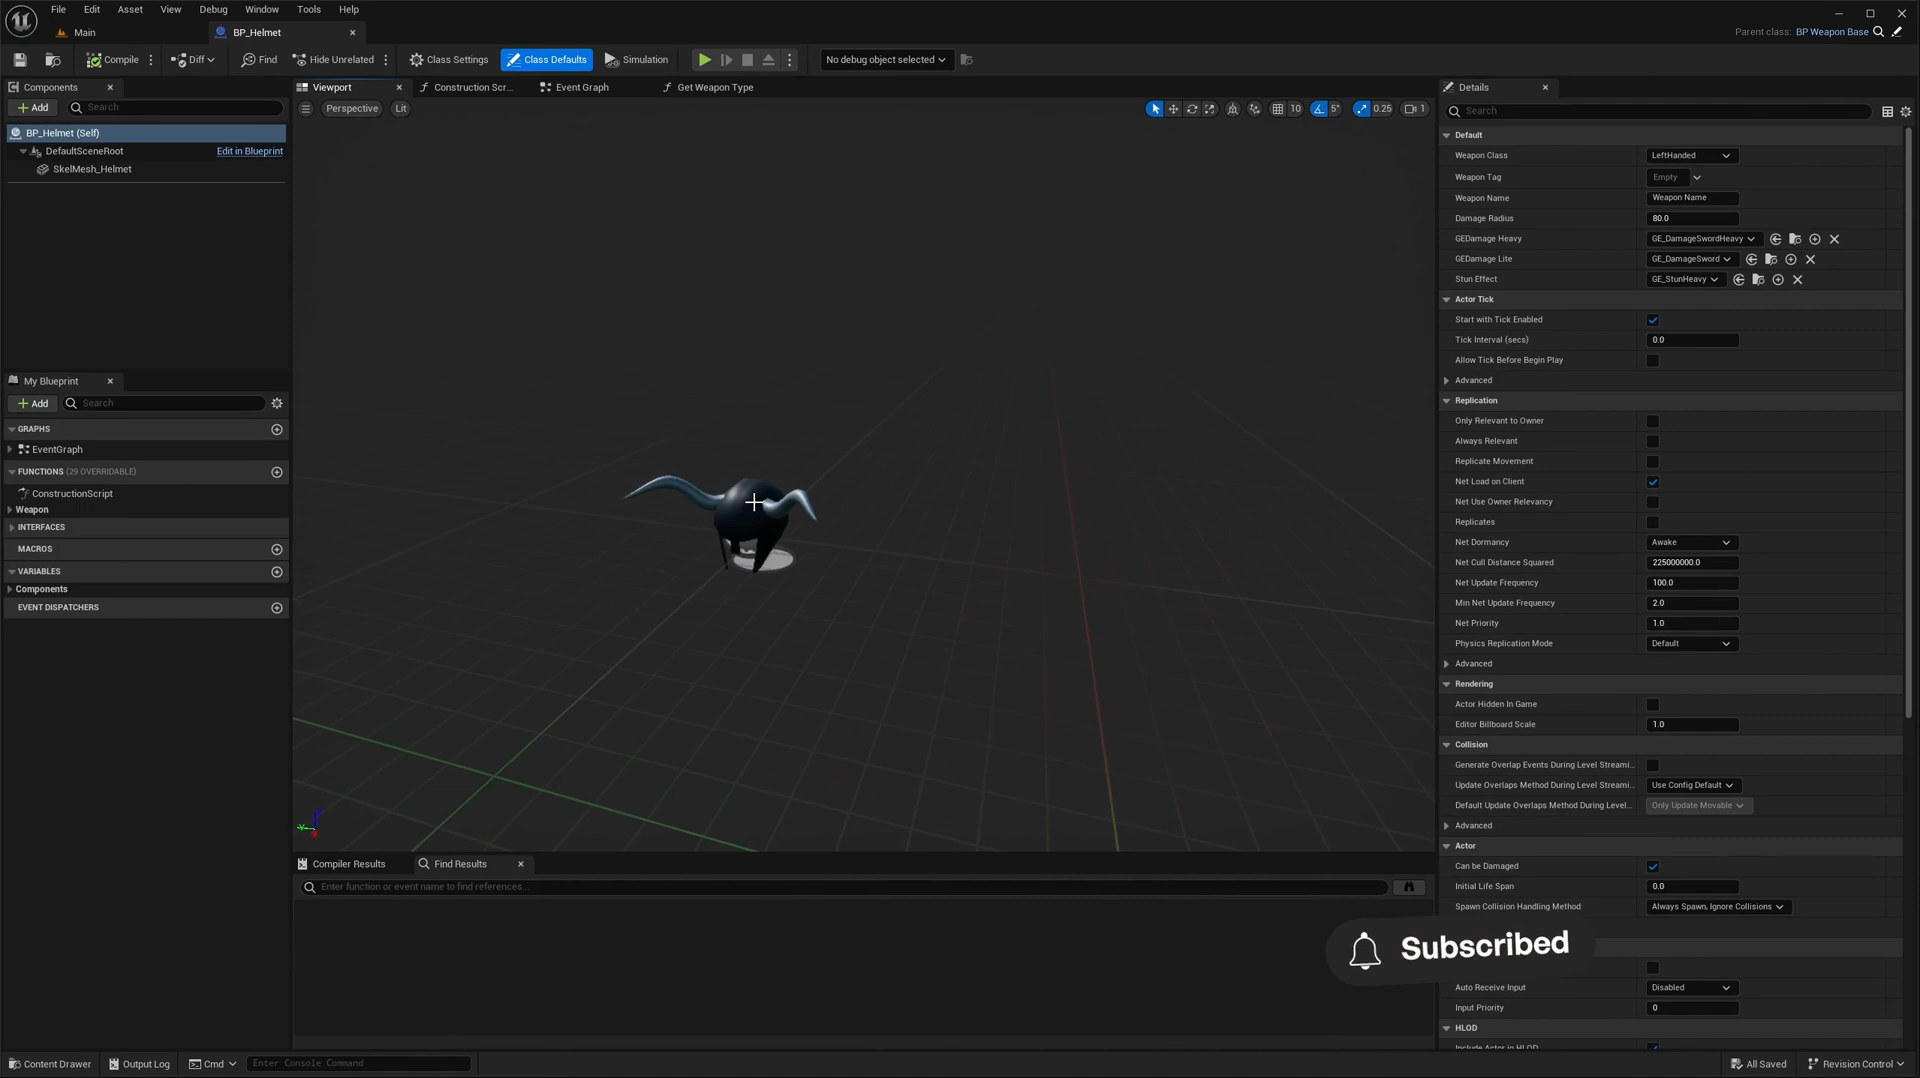 File Edit Asset View Debug Window Tools Help
Main
BP_Helmet
Parent class: BP Weapon Base
Compile
Diff
Find
Hide Unrelated
Class Settings
Class Defaults
Simulation
No debug object selected
Components
Viewport
Construction Scr...
Event Graph
Get Weapon Type
Details
Add
Search
Perspective
Lit
10
5°
0.25
1
Search
BP_Helmet (Self)
DefaultSceneRoot
Edit in Blueprint
SkelMesh_Helmet
My Blueprint
Add
Search
GRAPHS
EventGraph
FUNCTIONS (29 OVERRIDABLE)
ConstructionScript
Weapon
INTERFACES
MACROS
VARIABLES
Components
EVENT DISPATCHERS
Default
Weapon Class LeftHanded
Weapon Tag Empty
Weapon Name Weapon Name
Damage Radius 80.0
GEDamage Heavy GE_DamageSwordHeavy
GEDamage Lite GE_DamageSword
Stun Effect GE_StunHeavy
Actor Tick
Start with Tick Enabled
Tick Interval (secs) 0.0
Allow Tick Before Begin Play
Advanced
Replication
Only Relevant to Owner
Always Relevant
Replicate Movement
Net Load on Client
Net Use Owner Relevancy
Replicates
Net Dormancy Awake
Net Cull Distance Squared 225000000.0
Net Update Frequency 100.0
Min Net Update Frequency 2.0
Net Priority 1.0
Physics Replication Mode Default
Advanced
Rendering
Actor Hidden In Game
Editor Billboard Scale 1.0
Collision
Generate Overlap Events During Level Streami...
Update Overlaps Method During Level Streami... Use Config Default
Default Update Overlaps Method During Level... Only Update Movable
Advanced
Actor
Can be Damaged
Initial Life Span 0.0
Spawn Collision Handling Method Always Spawn, Ignore Collisions
Subscribed
Auto Receive Input Disabled
Input Priority 0
HLOD
Include Actor in HLOD
Compiler Results
Find Results
Enter function or event name to find references...
Content Drawer
Output Log
Cmd
Enter Console Command
All Saved
Revision Control